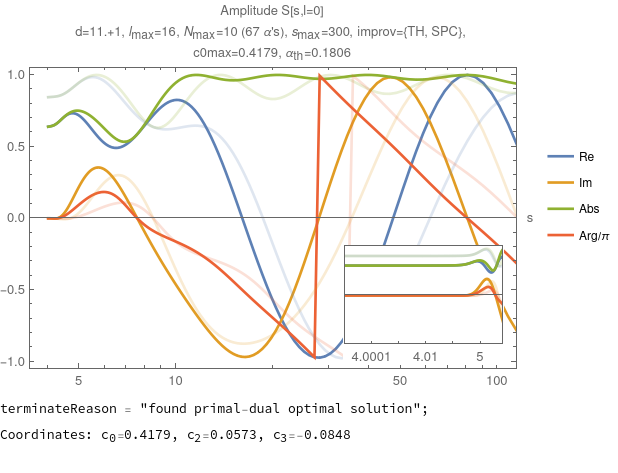 Amplitude S[s,l=0]
d=11.+1, lmax=16, Nmax=10 (67 α's), smax=300, improv={TH, SPC},
c0max=0.4179, αth=0.1806
1.0
0.5
0.0
−0.5
−1.0
5 10 50 100
s
4.0001 4.01 5
Re
Im
Abs
Arg/π
terminateReason = "found primal-dual optimal solution";
Coordinates: c0=0.4179, c2=0.0573, c3=-0.0848